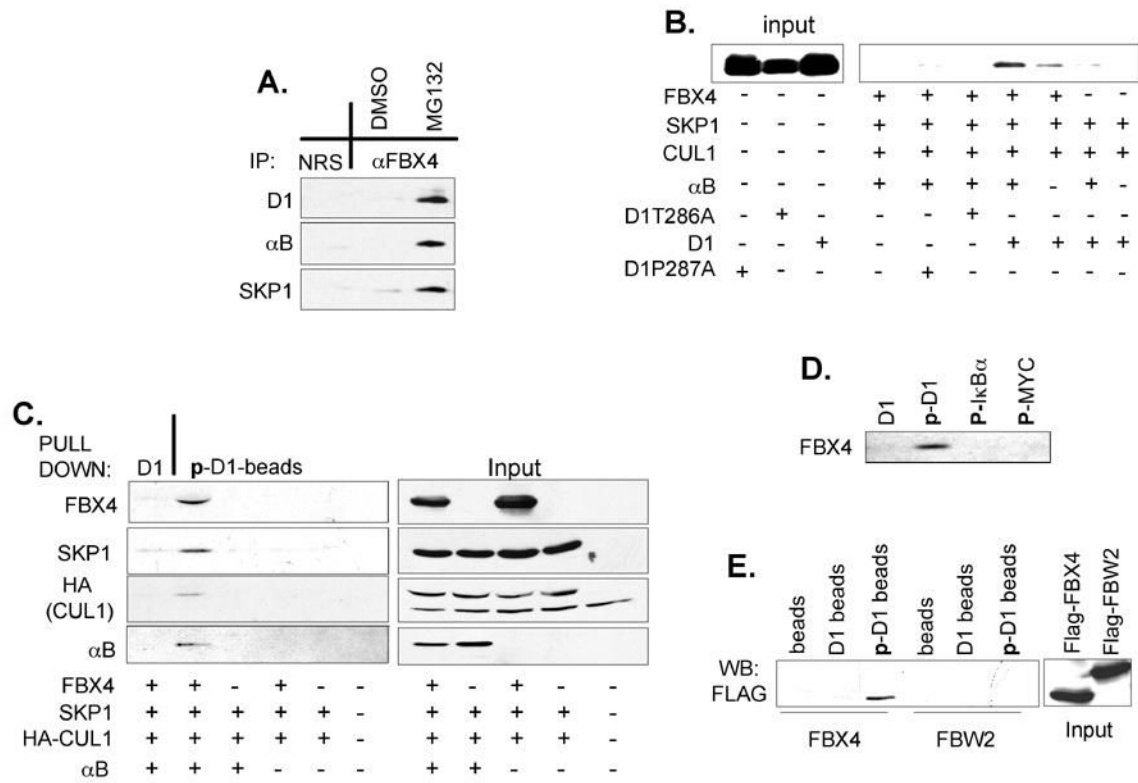 A.
DMSO
MG132
IP: NRS αFBX4
D1
αB
SKP1
B.
input
FBX4 + + + + + - -
SKP1 + + + + + + +
CUL1 + + + + + + +
αB + + + + - + -
D1T286A - + - - - + - - - -
D1 - - + - - - + + + +
D1P287A + - - - + - - - - -
C.
PULL
DOWN: D1 p-D1-beads
Input
FBX4
SKP1
HA
(CUL1)
αB
FBX4 + + - + - - + - + - -
SKP1 + + + + + - + + + + -
HA-CUL1 + + + + + - + + + + -
αB + + + - - - + + - - -
D.
D1
p-D1
P-IκBα
P-MYC
FBX4
E.
beads
D1 beads
p-D1 beads
beads
D1 beads
p-D1 beads
Flag-FBX4
Flag-FBW2
WB:
FLAG
FBX4 FBW2 Input